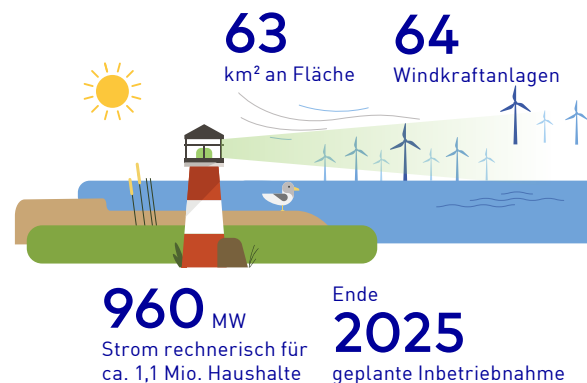 63
km² an Fläche
64
Windkraftanlagen
960 MW
Strom rechnerisch für
ca. 1,1 Mio. Haushalte
Ende
2025
geplante Inbetriebnahme